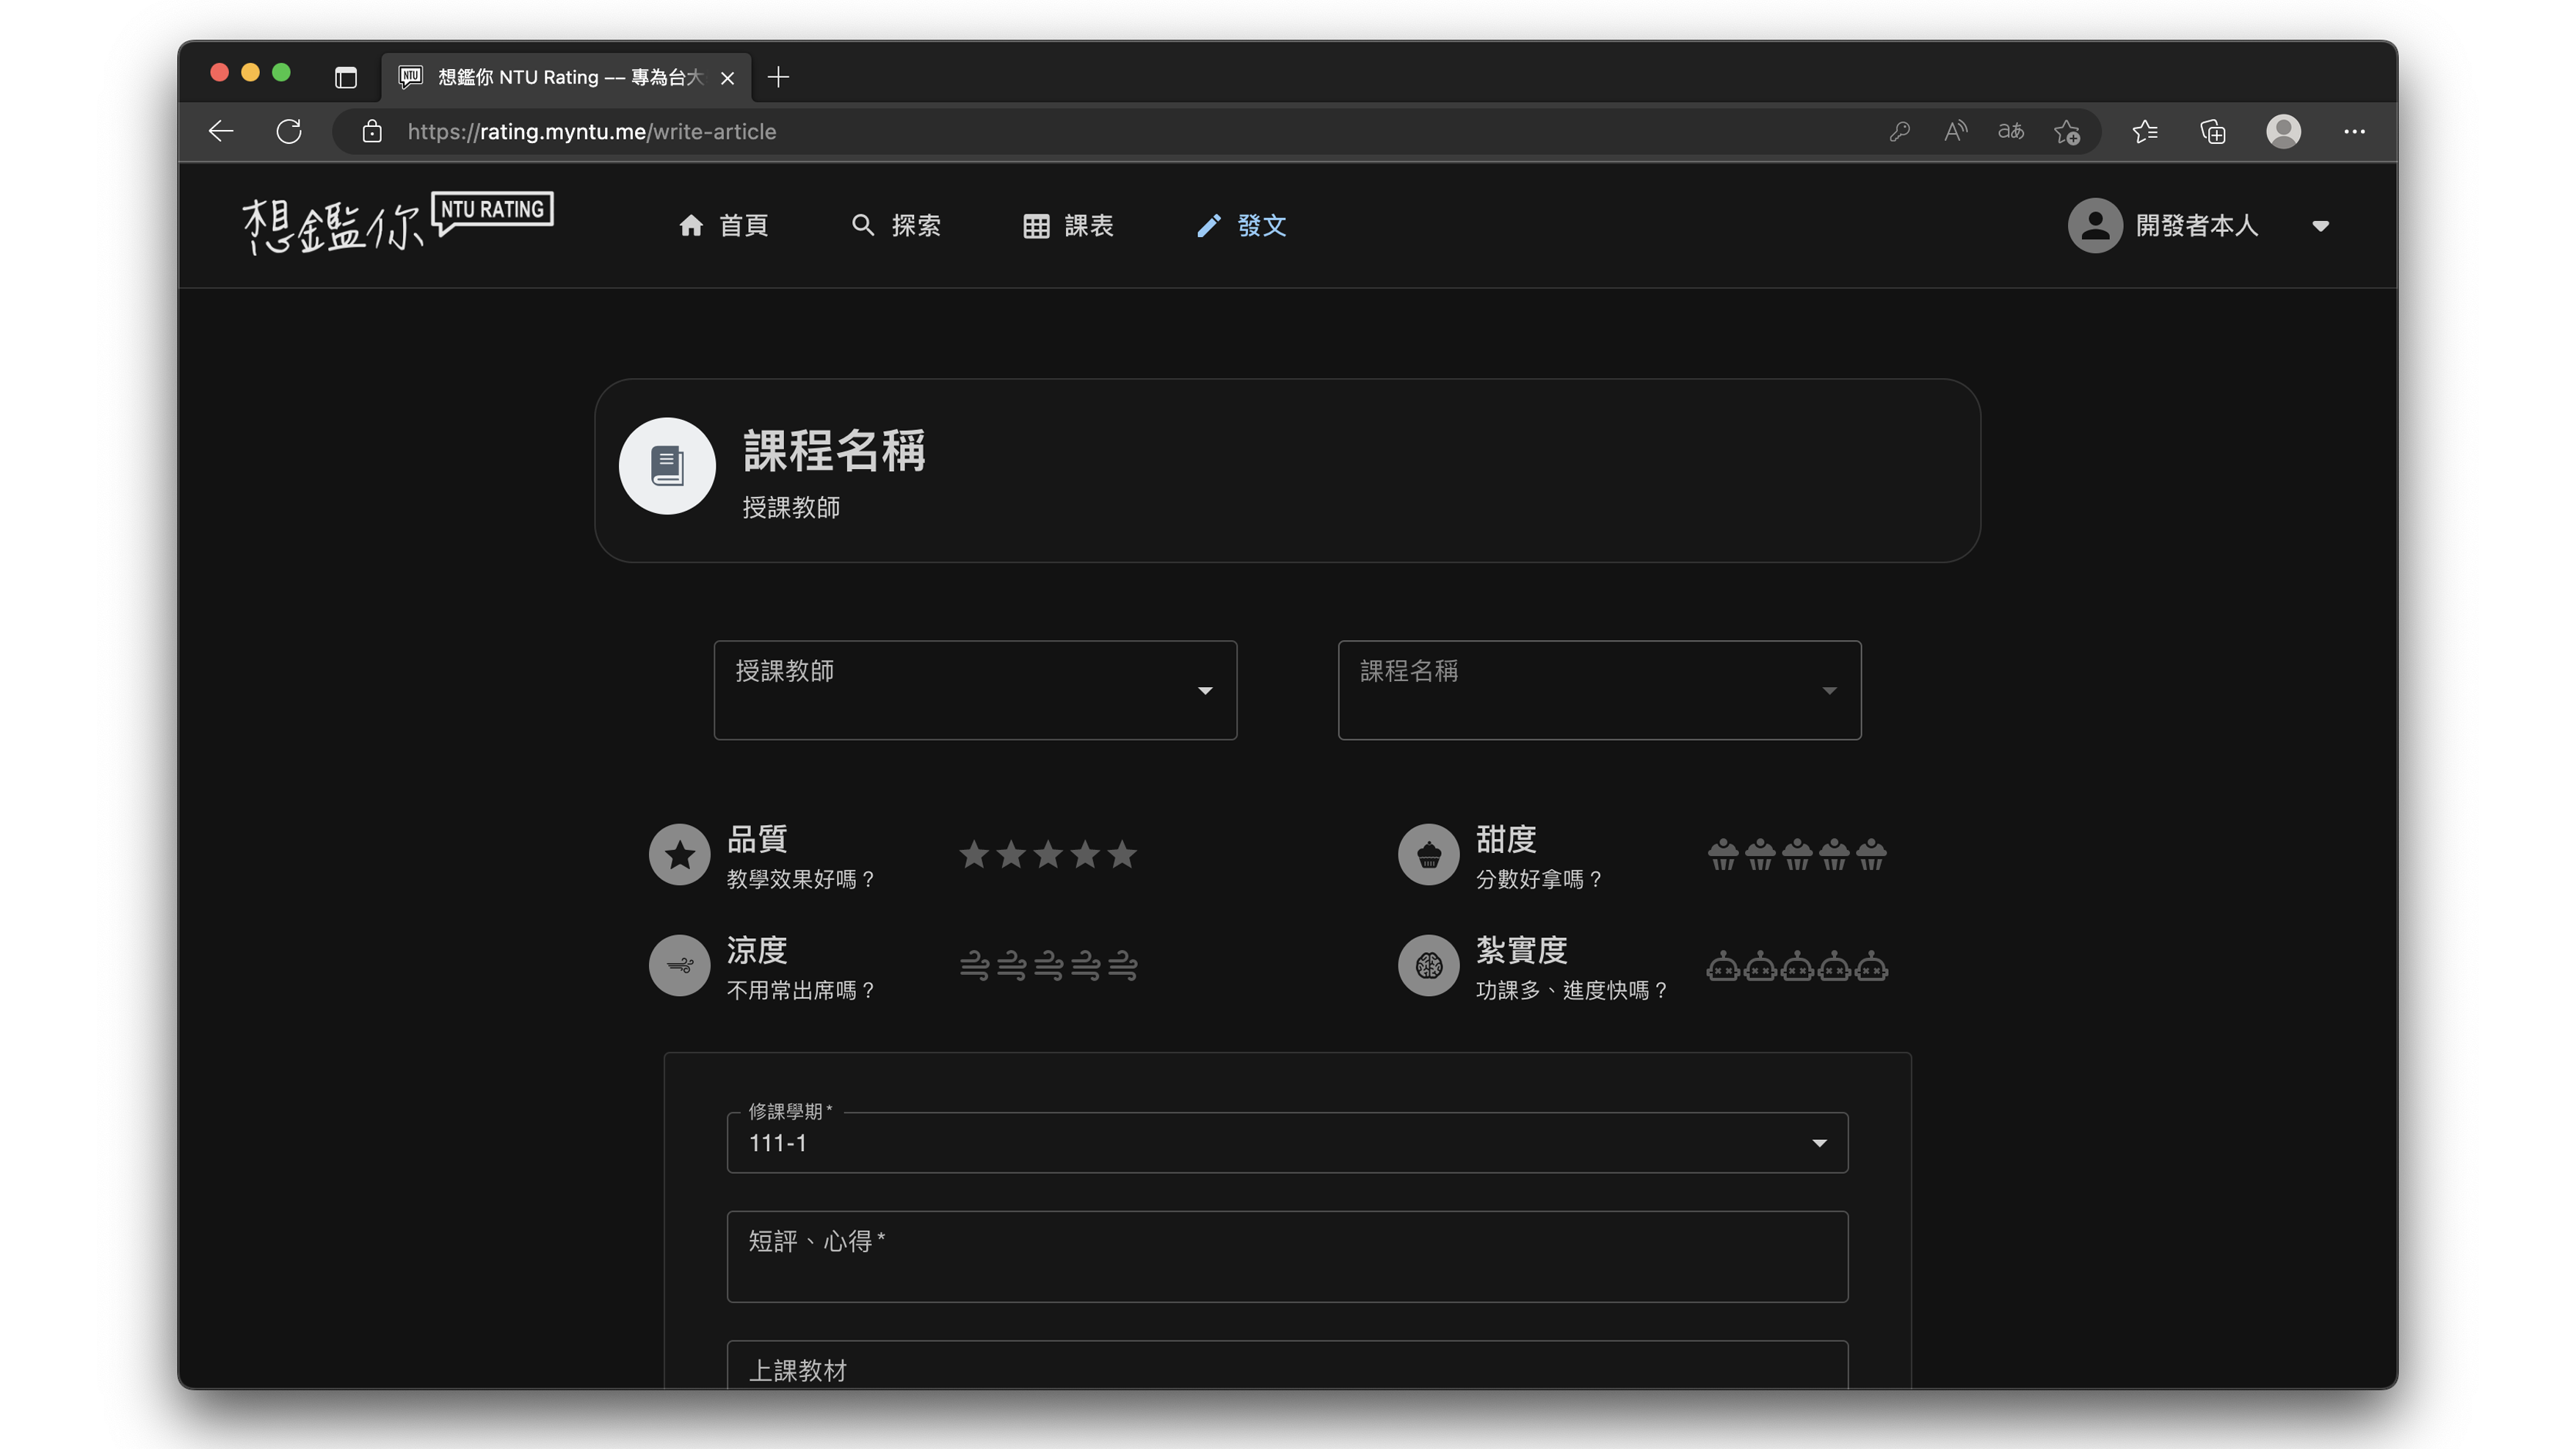 想鑑你 NTU Rating –– 專為台大
https://rating.myntu.me/write-article
想鑑你 NTU RATING
首頁
探索
課表
發文
開發者本人
課程名稱
授課教師
授課教師
課程名稱
品質
教學效果好嗎？
甜度
分數好拿嗎？
涼度
不用常出席嗎？
紮實度
功課多、進度快嗎？
修課學期 *
111-1
短評、心得 *
上課教材